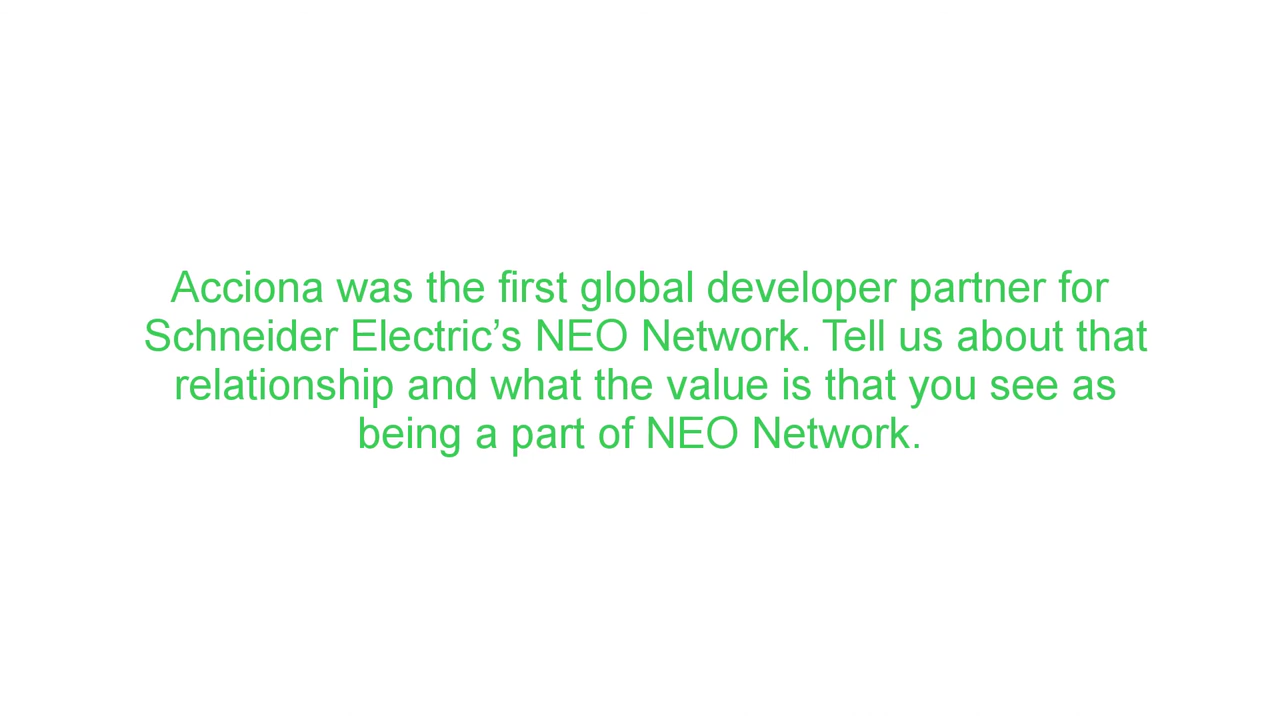 Acciona was the first global developer partner for
Schneider Electric’s NEO Network. Tell us about that
relationship and what the value is that you see as
being a part of NEO Network.